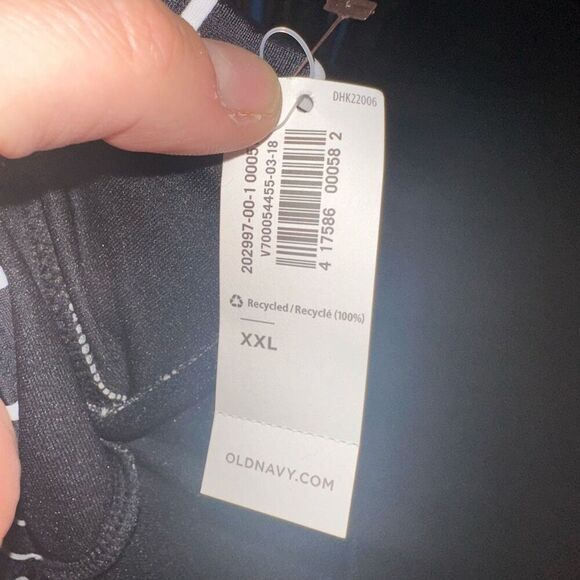 DHK22006
202997-00-1 0005
V700054455-03-18
4 17586 00058 2
Recycled/Recyclé (100%)
XXL
OLDNAVY.COM